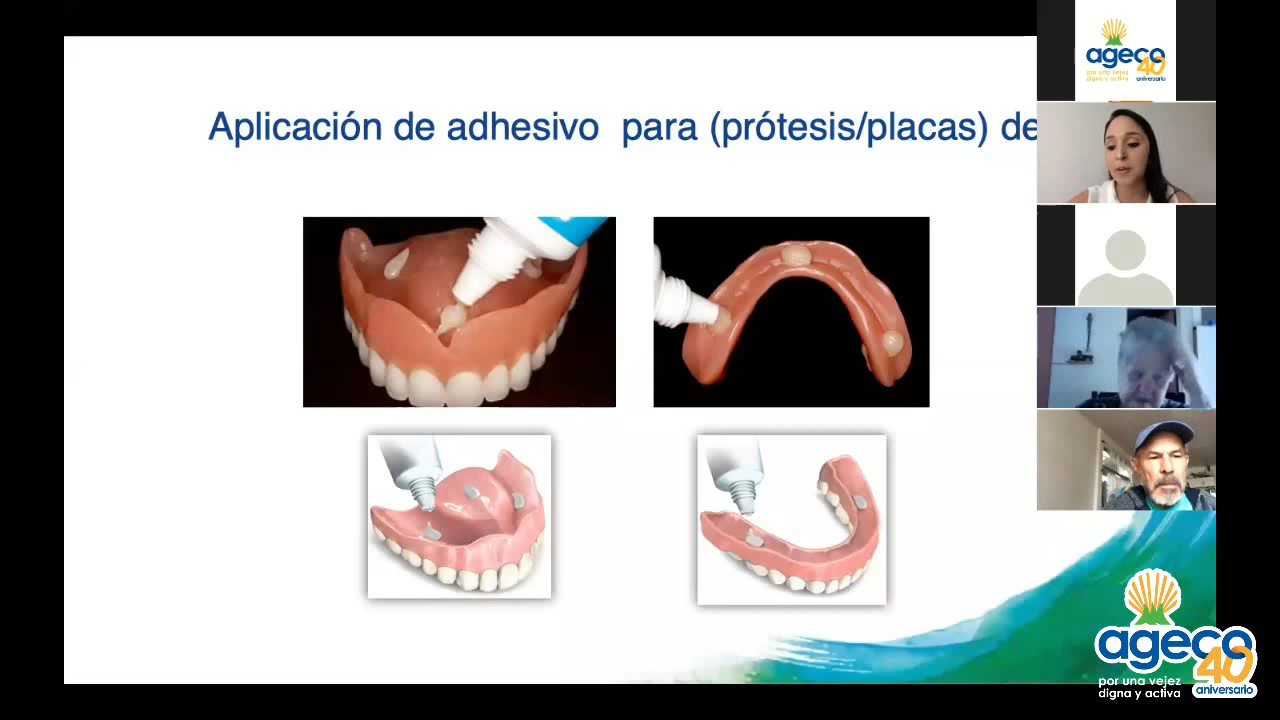 Aplicación de adhesivo para (prótesis/placas) de
ageco
40
por una vejez
digna y activa
aniversario
ageco
40
por una vejez
digna y activa
aniversario